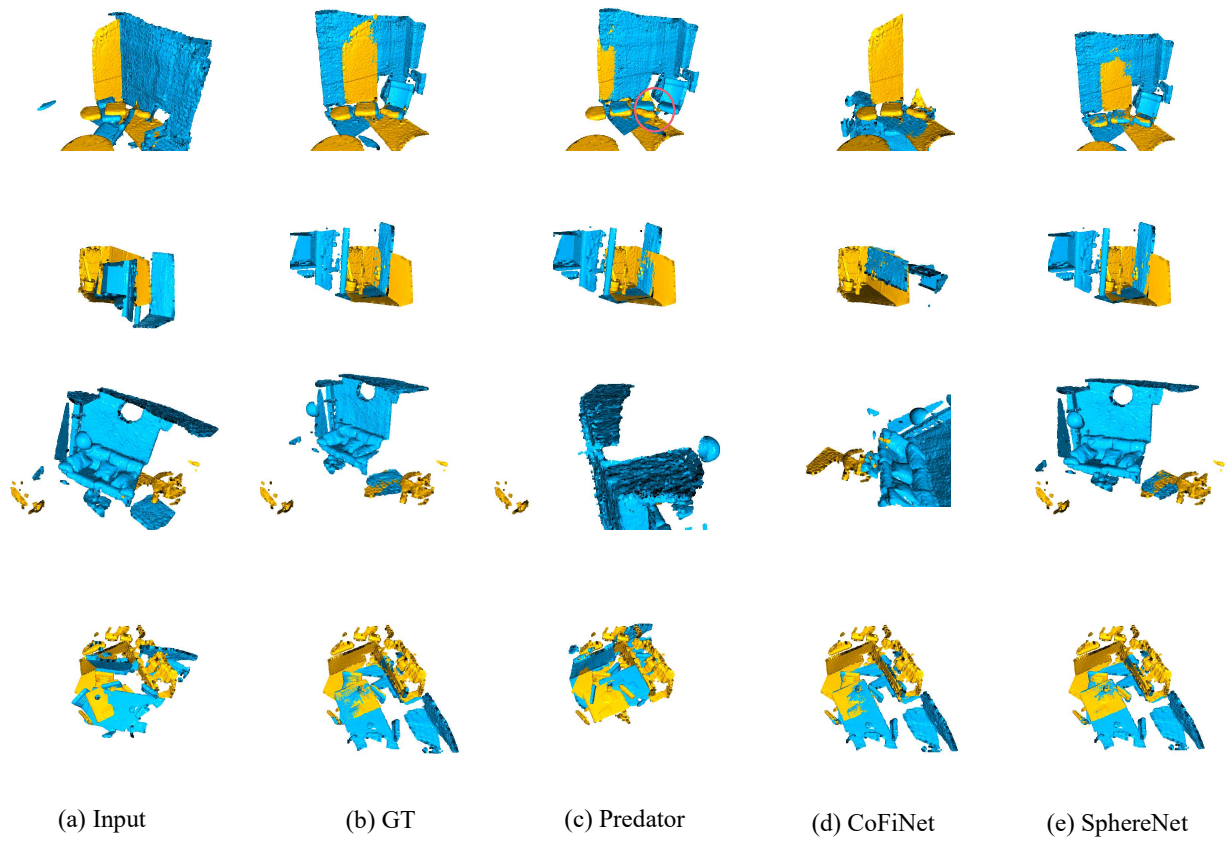 (a) Input
(b) GT
(c) Predator
(d) CoFiNet
(e) SphereNet